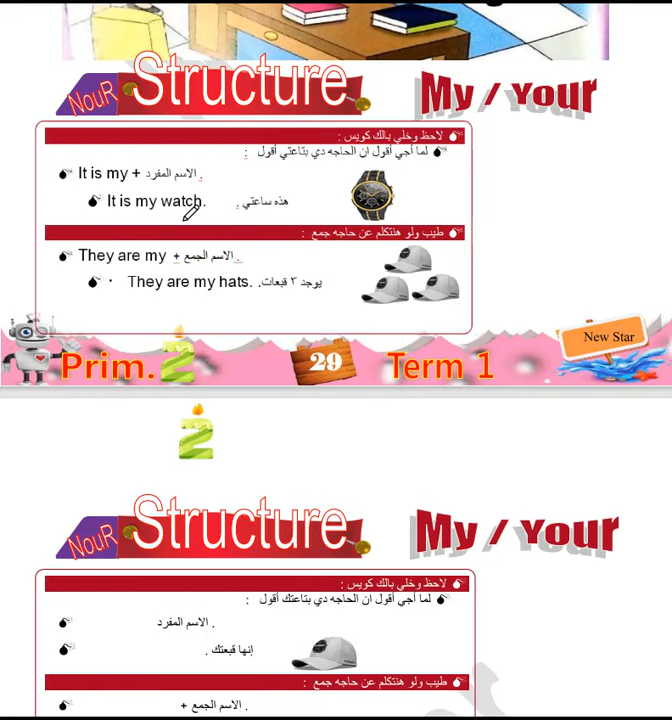 NouR Structure My / Your
لاحظ وخلي بالك كويس :
لما أجي أقول ان الحاجه دي بتاعتي أقول :
It is my + الاسم المفرد .
It is my watch. هذه ساعتي .
طيب ولو هنتكلم عن حاجه جمع :
They are my + الاسم الجمع .
They are my hats. يوجد ٣ قبعات .
New Star
Prim. 2 29 Term 1
2
NouR Structure My / Your
لاحظ وخلي بالك كويس :
لما أجي أقول ان الحاجه دي بتاعتك أقول :
الاسم المفرد .
إنها قبعتك .
طيب ولو هنتكلم عن حاجه جمع :
+ الاسم الجمع .